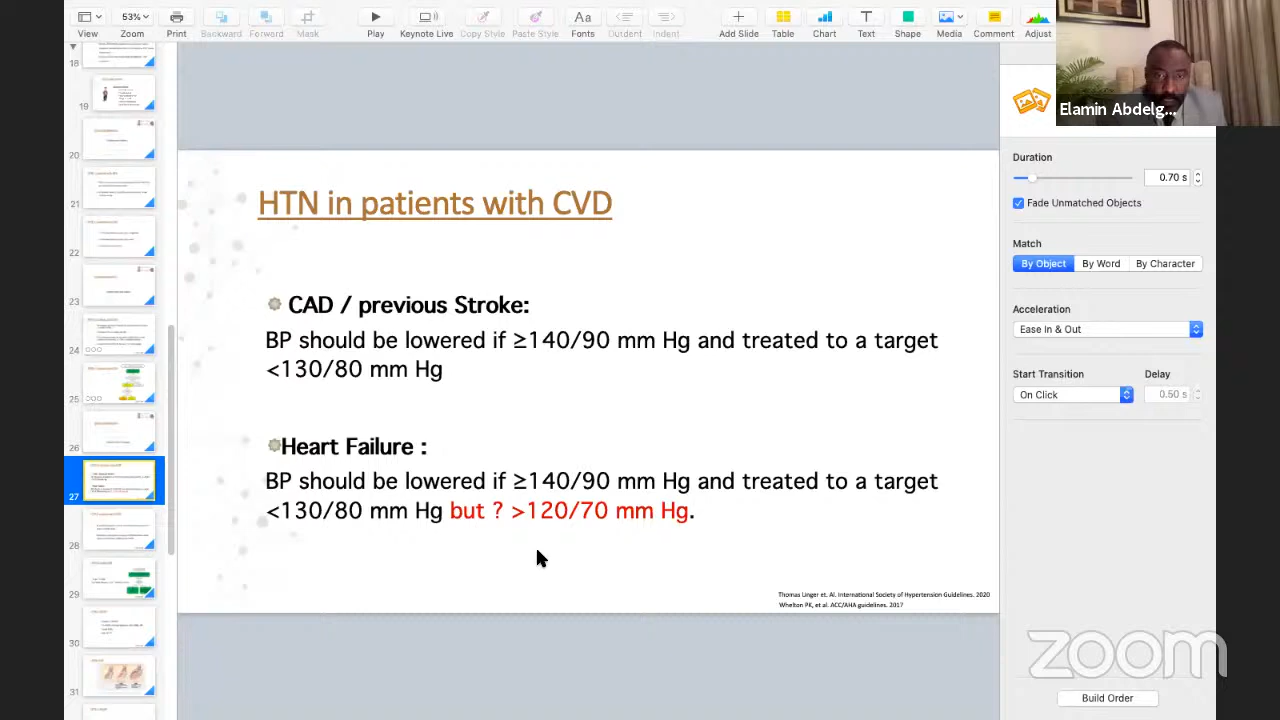 View
53%
Zoom
Print
Backward
Forward
Mask
Play
Keynote Live
Copy Style
Paste Style
Fonts
Outdent
Indent
Add Slide
Table
Chart
Text
Shape
Media
Comment
Adjust
Elamin Abdelg...
18
19
20
21
22
23
24
25
26
27
28
29
30
31
HTN in patients with CVD
CAD / previous Stroke:
BP should be lowered if ≥140/90 mm Hg and treated to a target
<130/80 mm Hg
Heart Failure :
BP should be lowered if ≥140/90 mm Hg and treated to a target
<130/80 mm Hg but ? >120/70 mm Hg.
Thomas Unger et. Al. International Society of Hypertension Guidelines. 2020
Whelton PK, et al. ACC/AHA guidelines. 2017
Duration
0.70 s
Fade Unmatched Objects
Match
By Object
By Word
By Character
Acceleration
Ease In & Out
Start Transition
Delay
On Click
0.50 s
zoom
Build Order